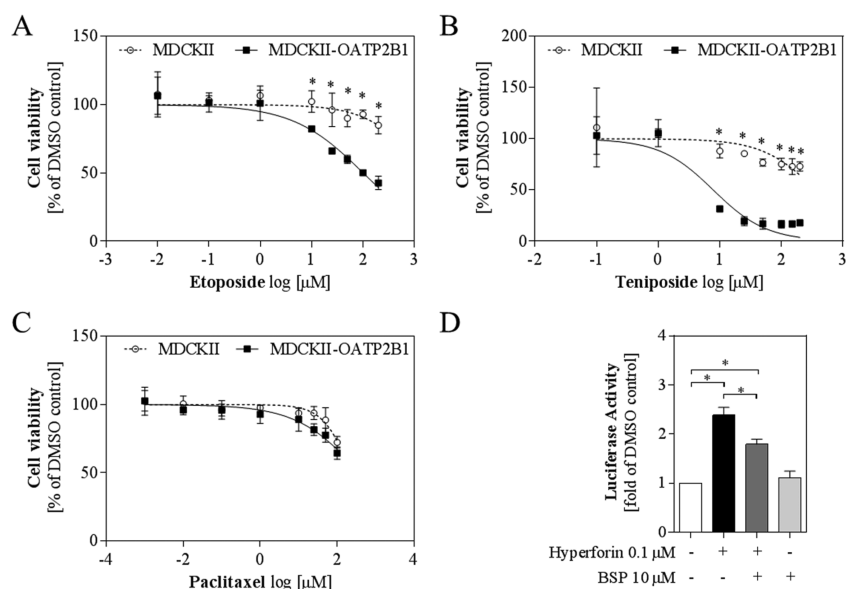 A
MDCKII MDCKII-OATP2B1
Cell viability
[% of DMSO control]
150
100
50
0
* * * * *
-2 -1 0 1 2 3
Etoposide log [µM]
B
MDCKII MDCKII-OATP2B1
Cell viability
[% of DMSO control]
200
150
100
50
0
* * * * * *
-2 -1 0 1 2 3
Teniposide log [µM]
C
MDCKII MDCKII-OATP2B1
Cell viability
[% of DMSO control]
150
100
50
0
-4 -2 0 2 4
Paclitaxel log [µM]
D
Luciferase Activity
[fold of DMSO control]
4
3
2
1
0
*
* *
Hyperforin 0.1 µM - + + -
BSP 10 µM - - + +